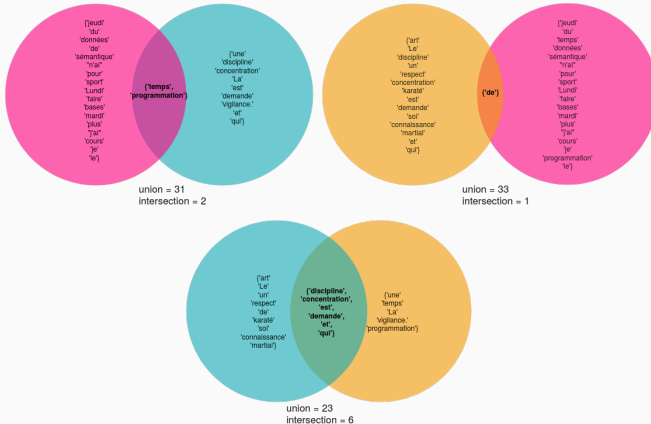 {'jeudi'
'du'
'données'
'de'
'sémantique'
"n'ai"
'pour'
'sport'
'Lundi'
'faire'
'bases'
'mardi'
'plus'
"j'ai"
'cours'
'je'
'le'}
{'temps',
'programmation'}
{'une'
'discipline'
'concentration'
'La'
'est'
'demande'
'vigilance.'
'et'
'qui'}
union = 31
intersection = 2
{'art'
'Le'
'discipline'
'un'
'respect'
'concentration'
'karaté'
'est'
'demande'
'soi'
'connaissance'
'martial'
'et'
'qui'}
{'de'}
{'jeudi'
'du'
'temps'
'données'
'sémantique'
"n'ai"
'pour'
'sport'
'Lundi'
'faire'
'bases'
'mardi'
'plus'
"j'ai"
'cours'
'je'
'programmation'
'le'}
union = 33
intersection = 1
{'art'
'Le'
'un'
'respect'
'de'
'karaté'
'soi'
'connaissance'
'martial'}
{'discipline',
'concentration',
'est',
'demande',
'et',
'qui'}
{'une'
'temps'
'La'
'vigilance.'
'programmation'}
union = 23
intersection = 6